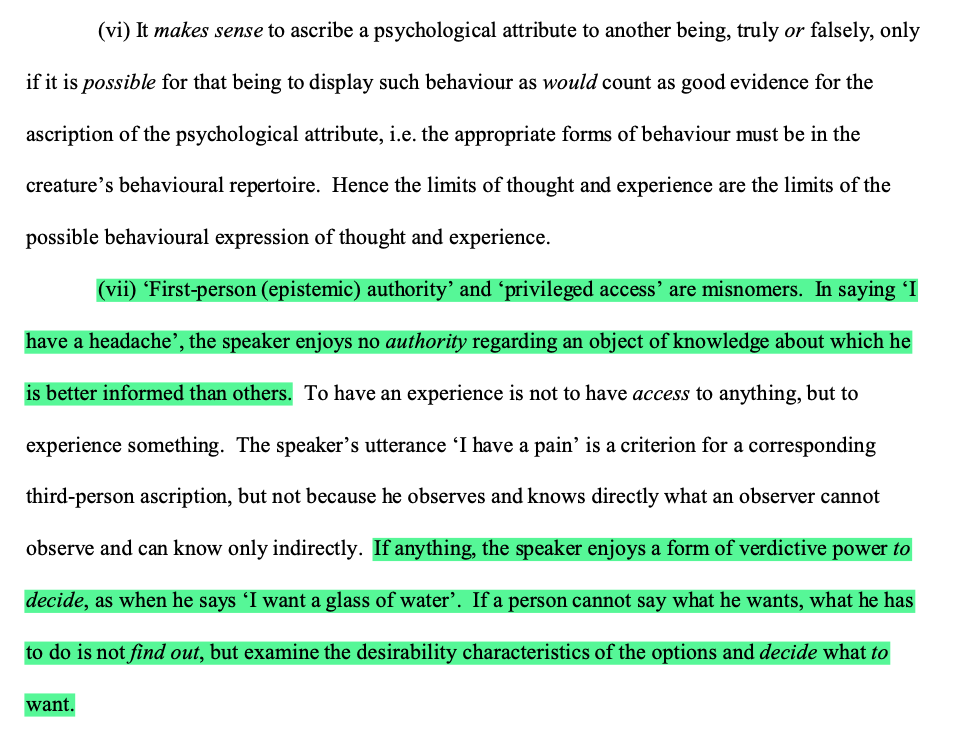 (vi) It makes sense to ascribe a psychological attribute to another being, truly or falsely, only
if it is possible for that being to display such behaviour as would count as good evidence for the
ascription of the psychological attribute, i.e. the appropriate forms of behaviour must be in the
creature’s behavioural repertoire.  Hence the limits of thought and experience are the limits of the
possible behavioural expression of thought and experience.
(vii) ‘First-person (epistemic) authority’ and ‘privileged access’ are misnomers.  In saying ‘I
have a headache’, the speaker enjoys no authority regarding an object of knowledge about which he
is better informed than others.  To have an experience is not to have access to anything, but to
experience something.  The speaker’s utterance ‘I have a pain’ is a criterion for a corresponding
third-person ascription, but not because he observes and knows directly what an observer cannot
observe and can know only indirectly.  If anything, the speaker enjoys a form of verdictive power to
decide, as when he says ‘I want a glass of water’.  If a person cannot say what he wants, what he has
to do is not find out, but examine the desirability characteristics of the options and decide what to
want.